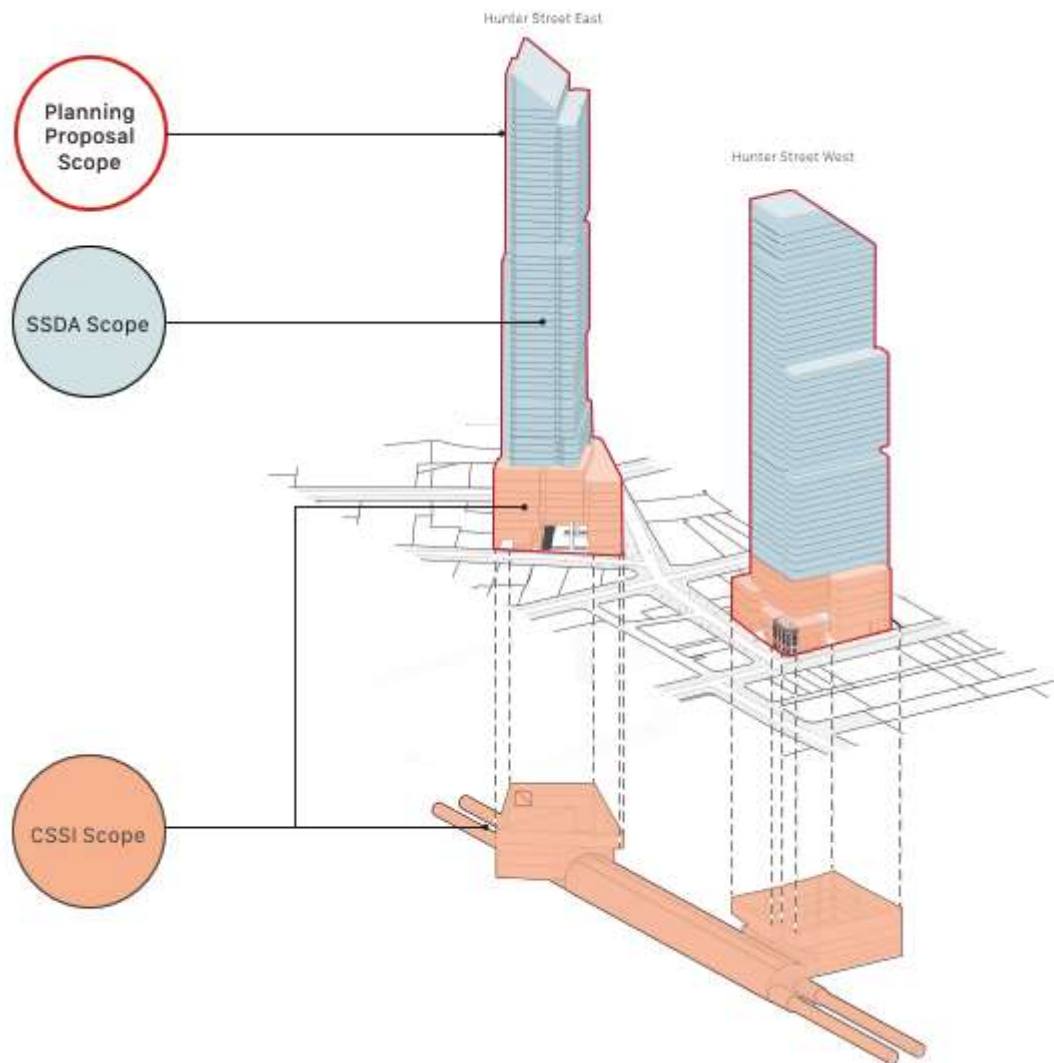 Hunter Street East
Planning
Proposal
Scope
Hunter Street West
SSDA Scope
CSSI Scope